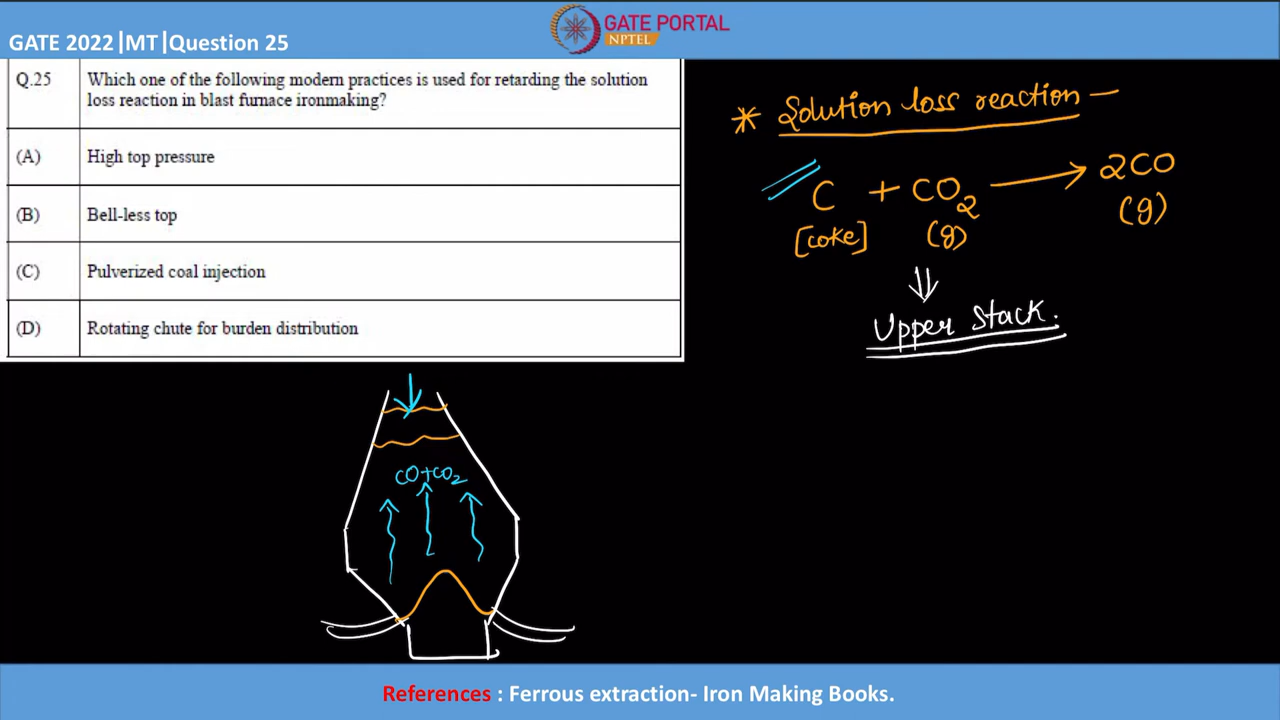 GATE 2022|MT|Question 25
GATE PORTAL
NPTEL
Q.25 Which one of the following modern practices is used for retarding the solution
loss reaction in blast furnace ironmaking?
(A) High top pressure
(B) Bell-less top
(C) Pulverized coal injection
(D) Rotating chute for burden distribution
* Solution loss reaction —
C + CO2 → 2CO
[coke] (g) (g)
⇓
Upper Stack.
CO+CO2
References : Ferrous extraction- Iron Making Books.